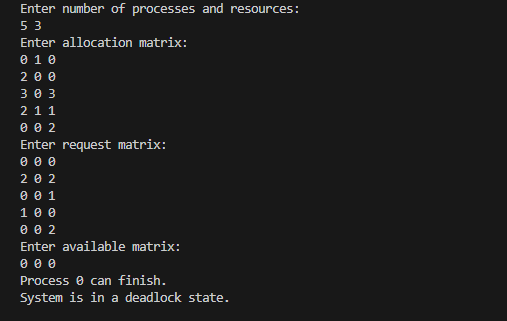 Enter number of processes and resources:
5 3
Enter allocation matrix:
0 1 0
2 0 0
3 0 3
2 1 1
0 0 2
Enter request matrix:
0 0 0
2 0 2
0 0 1
1 0 0
0 0 2
Enter available matrix:
0 0 0
Process 0 can finish.
System is in a deadlock state.